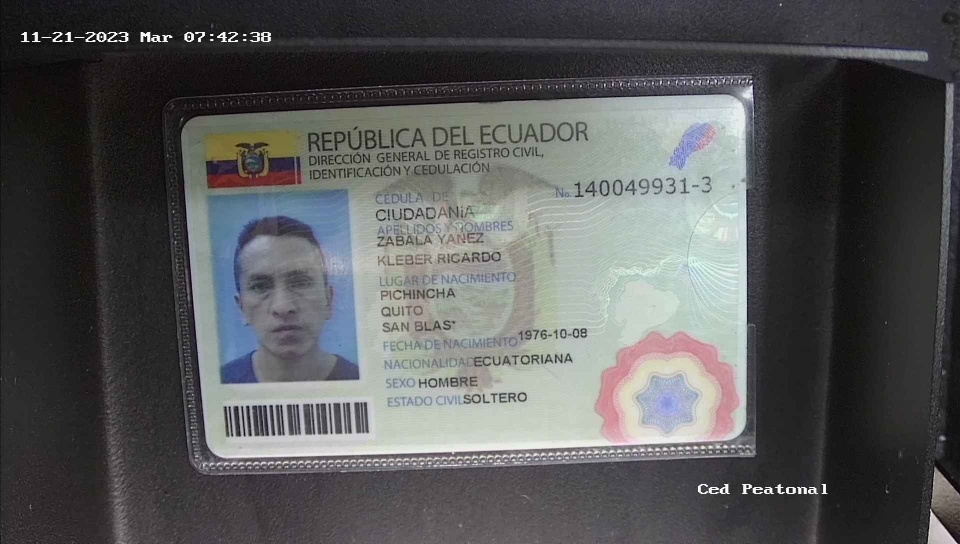 11-21-2023 Mar 07:42:38
REPÚBLICA DEL ECUADOR
DIRECCIÓN GENERAL DE REGISTRO CIVIL,
IDENTIFICACIÓN Y CEDULACIÓN
CÉDULA DE
No. 140049931-3
CIUDADANÍA
APELLIDOS Y NOMBRES
ZABALA YANEZ
KLEBER RICARDO
LUGAR DE NACIMIENTO
PICHINCHA
QUITO
SAN BLAS*
FECHA DE NACIMIENTO 1976-10-08
NACIONALIDAD ECUATORIANA
SEXO HOMBRE
ESTADO CIVIL SOLTERO
Ced Peatonal